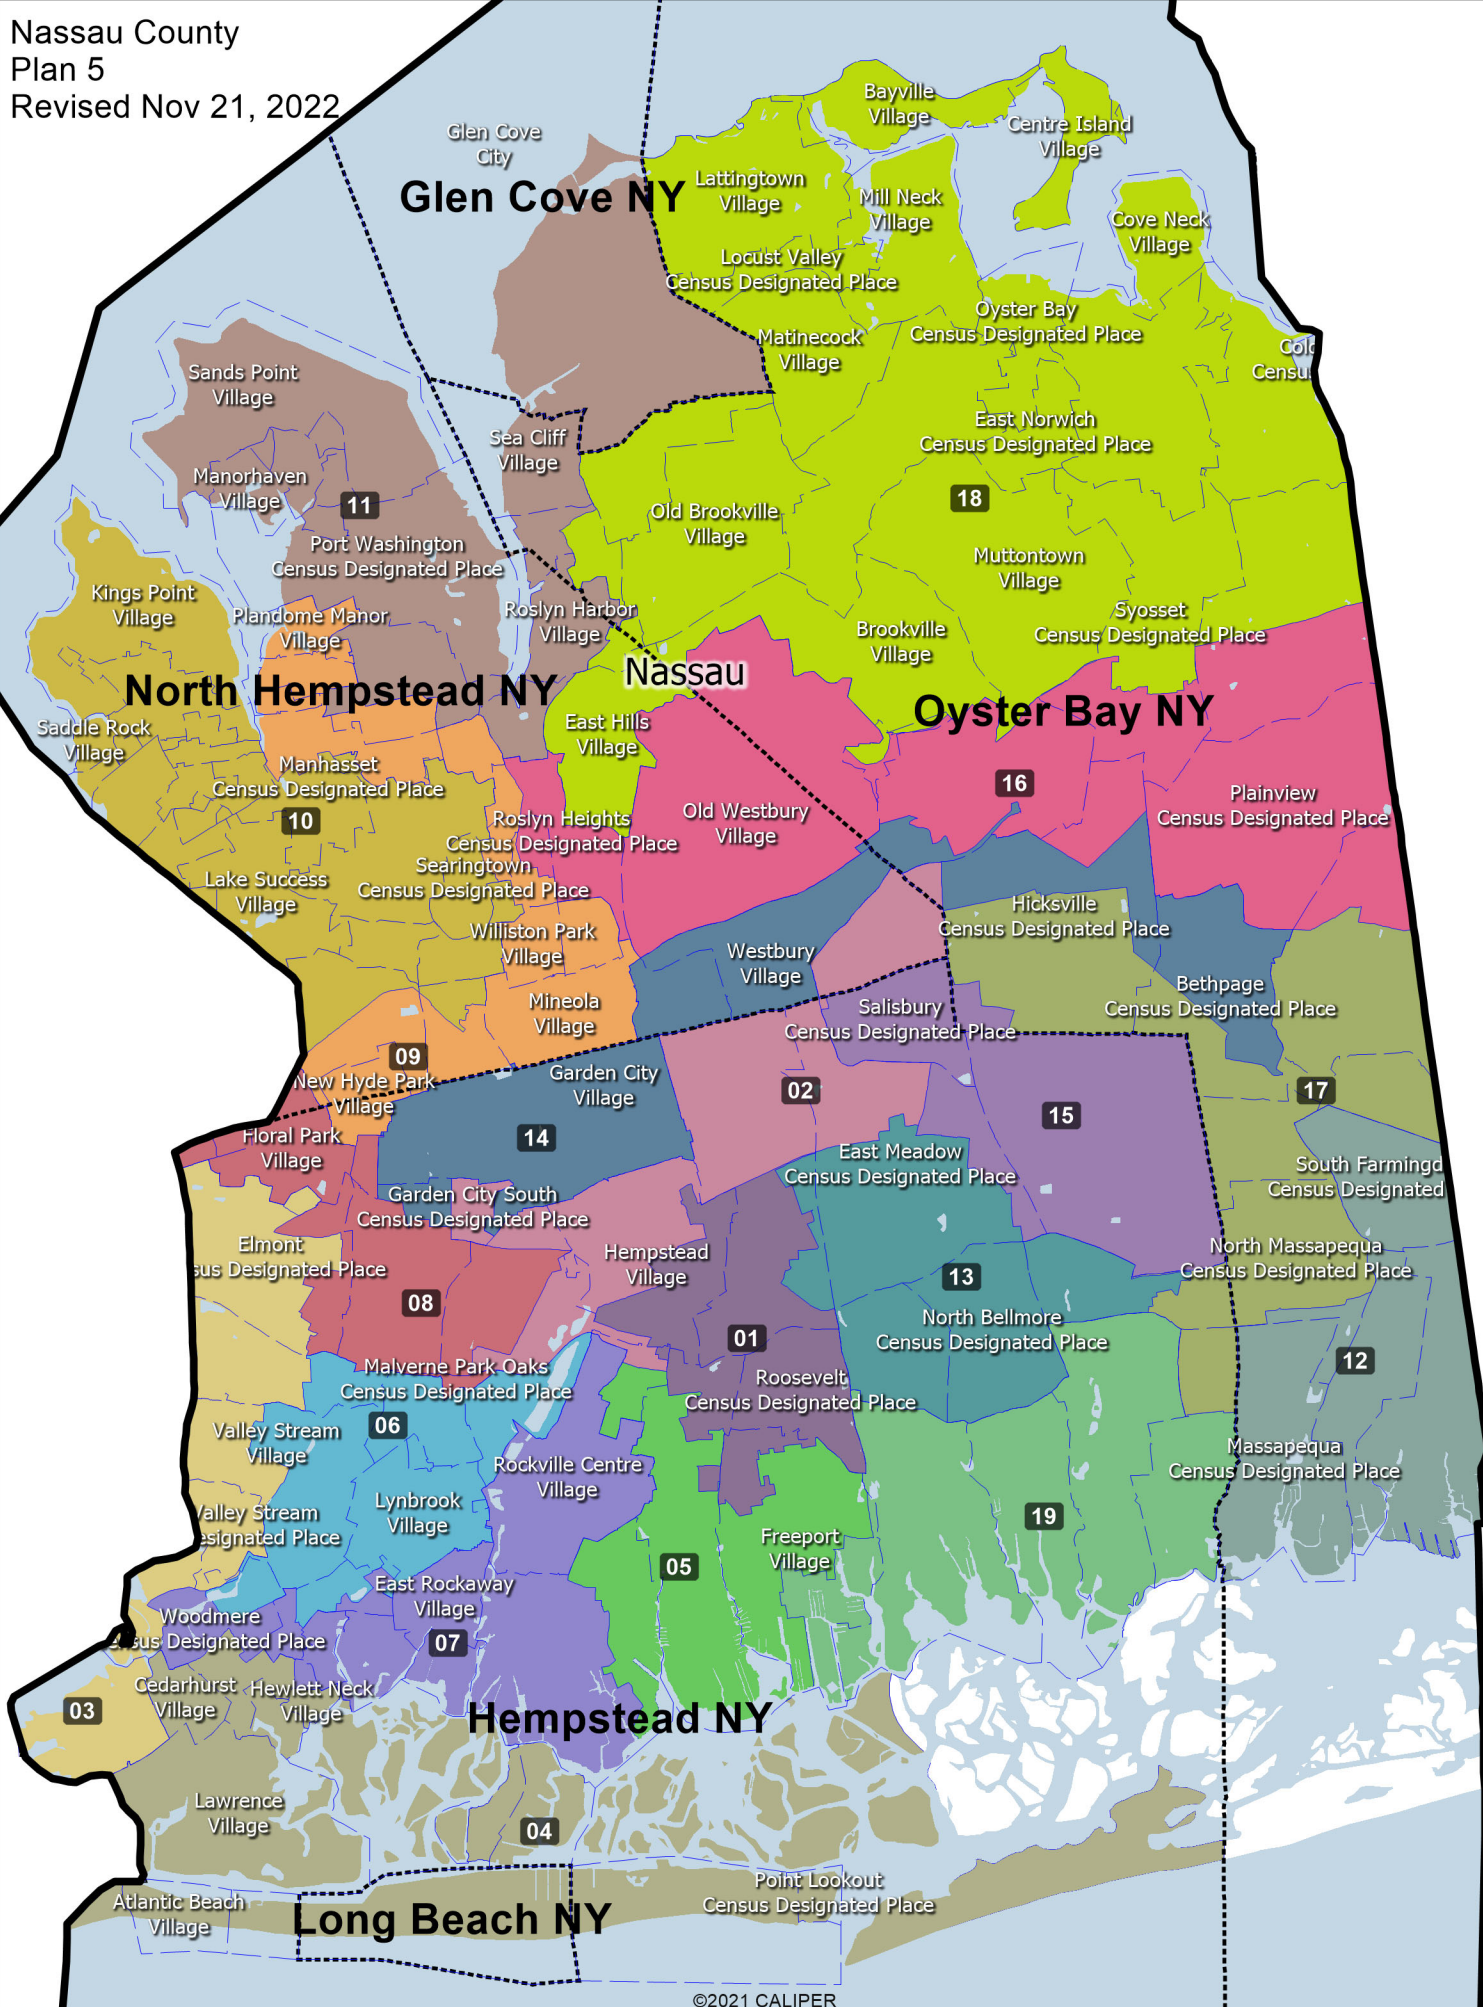 Nassau County
Plan 5
Revised Nov 21, 2022
Bayville
Village
Glen Cove
City
Centre Island
Village
Glen Cove NY
Lattingtown
Village
Mill Neck
Village
Cove Neck
Village
Locust Valley
Census Designated Place
Oyster Bay
Census Designated Place
Matinecock
Village
Cold
Censu
Sands Point
Village
East Norwich
Census Designated Place
Sea Cliff
Village
Manorhaven
Village
11
18
Old Brookville
Village
Port Washington
Census Designated Place
Muttontown
Village
Kings Point
Village
Plandome Manor
Village
Roslyn Harbor
Village
Syosset
Census Designated Place
Brookville
Village
Nassau
North Hempstead NY
Oyster Bay NY
Saddle Rock
Village
East Hills
Village
Manhasset
Census Designated Place
16
Plainview
Census Designated Place
10
Roslyn Heights
Census Designated Place
Old Westbury
Village
Searingtown
Census Designated Place
Lake Success
Village
Hicksville
Census Designated Place
Williston Park
Village
Westbury
Village
Bethpage
Census Designated Place
Mineola
Village
Salisbury
Census Designated Place
09
New Hyde Park
Village
Garden City
Village
02
17
15
14
Floral Park
Village
East Meadow
Census Designated Place
South Farmingd
Census Designated
Garden City South
Census Designated Place
Elmont
sus Designated Place
Hempstead
Village
North Massapequa
Census Designated Place
13
08
North Bellmore
Census Designated Place
01
12
Malverne Park Oaks
Census Designated Place
Roosevelt
Census Designated Place
06
Valley Stream
Village
Rockville Centre
Village
Massapequa
Census Designated Place
Lynbrook
Village
Valley Stream
esignated Place
19
Freeport
Village
05
East Rockaway
Village
Woodmere
ensus Designated Place
07
Cedarhurst
Village
Hewlett Neck
Village
03
Hempstead NY
Lawrence
Village
04
Point Lookout
Census Designated Place
Atlantic Beach
Village
Long Beach NY
©2021 CALIPER